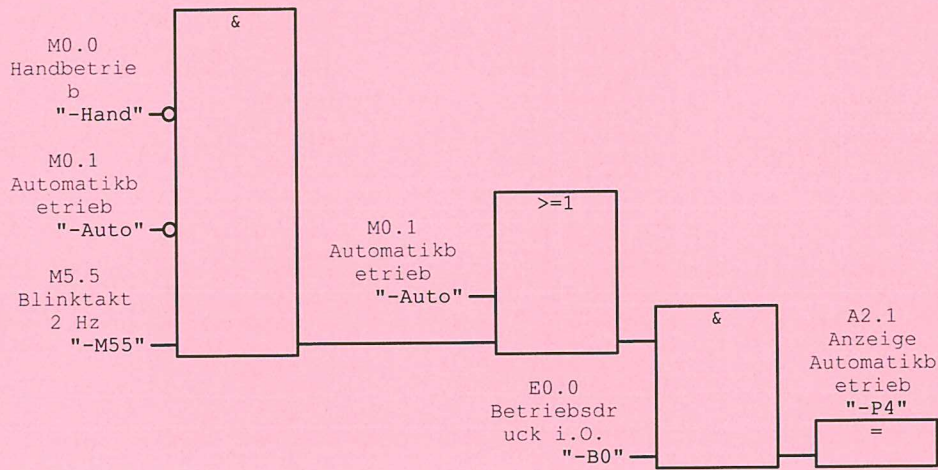 &
M0.0
Handbetrie
b
"-Hand"
M0.1
Automatikb
etrieb
"-Auto"
M5.5
Blinktakt
2 Hz
"-M55"
>=1
M0.1
Automatikb
etrieb
"-Auto"
&
E0.0
Betriebsdr
uck i.O.
"-B0"
A2.1
Anzeige
Automatikb
etrieb
"-P4"
=